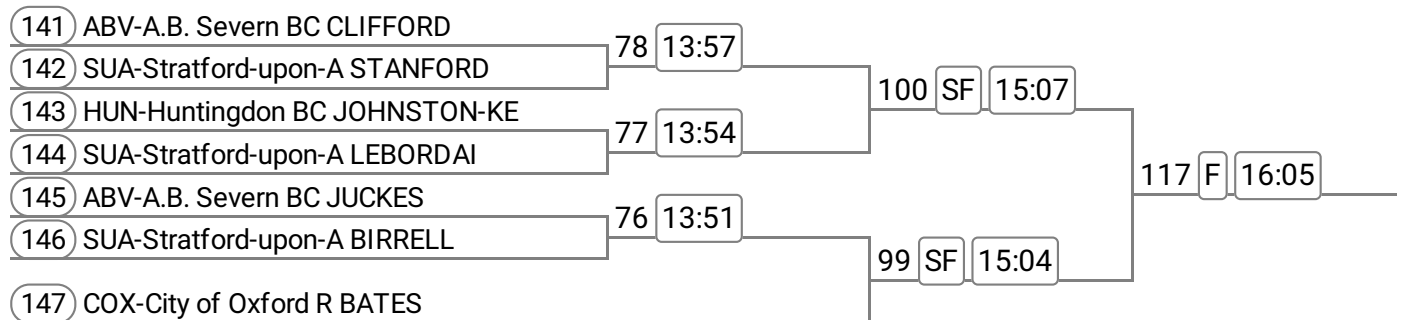 141 ABV-A.B. Severn BC CLIFFORD
142 SUA-Stratford-upon-A STANFORD
78 13:57
143 HUN-Huntingdon BC JOHNSTON-KE
144 SUA-Stratford-upon-A LEBORDAI
77 13:54
100 SF 15:07
145 ABV-A.B. Severn BC JUCKES
146 SUA-Stratford-upon-A BIRRELL
76 13:51
147 COX-City of Oxford R BATES
99 SF 15:04
117 F 16:05